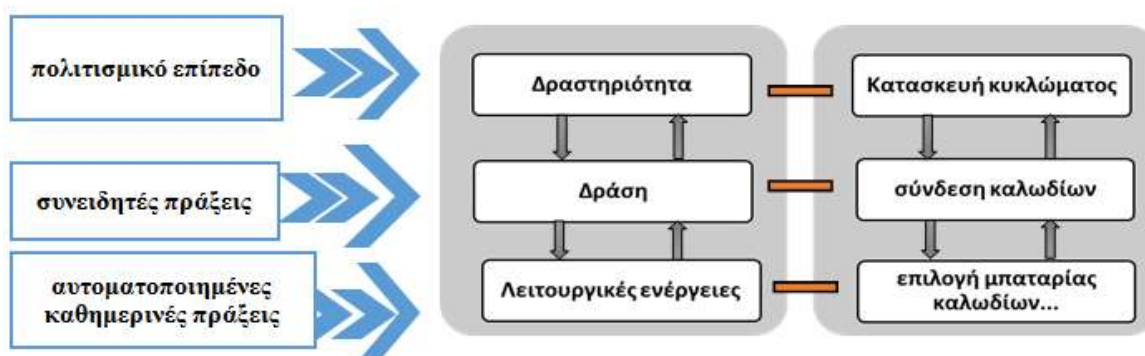 πολιτισμικό επίπεδο
Δραστηριότητα
Κατασκευή κυκλώματος
συνειδητές πράξεις
Δράση
σύνδεση καλωδίων
αυτοματοποιημένες
καθημερινές πράξεις
Λειτουργικές ενέργειες
επιλογή μπαταρίας
καλωδίων...